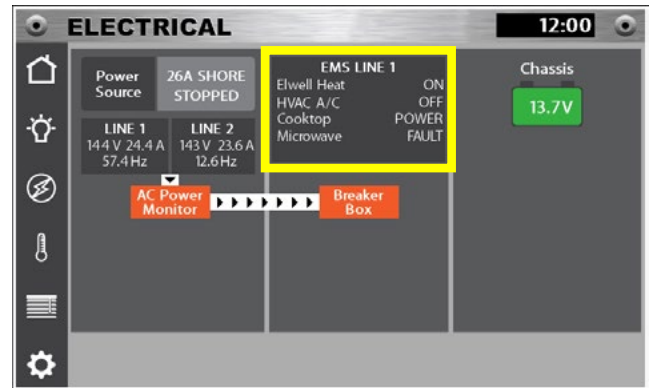 ELECTRICAL
12:00
Power
Source
26A SHORE
STOPPED
LINE 1
144 V 24.4 A
57.4 Hz
LINE 2
143 V 23.6 A
12.6 Hz
AC Power
Monitor
EMS LINE 1
Elwell Heat ON
HVAC A/C OFF
Cooktop POWER
Microwave FAULT
Breaker
Box
Chassis
13.7V